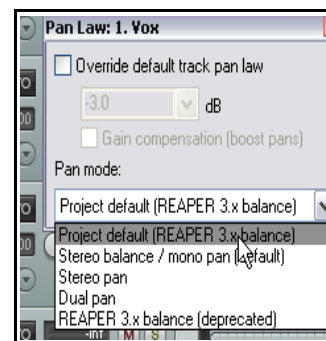 Pan Law: 1. Vox
Override default track pan law
-3.0 dB
Gain compensation (boost pans)
Pan mode:
Project default (REAPER 3.x balance)
Project default (REAPER 3.x balance)
Stereo balance / mono pan (default)
Stereo pan
Dual pan
REAPER 3.x balance (deprecated)
-inf M S